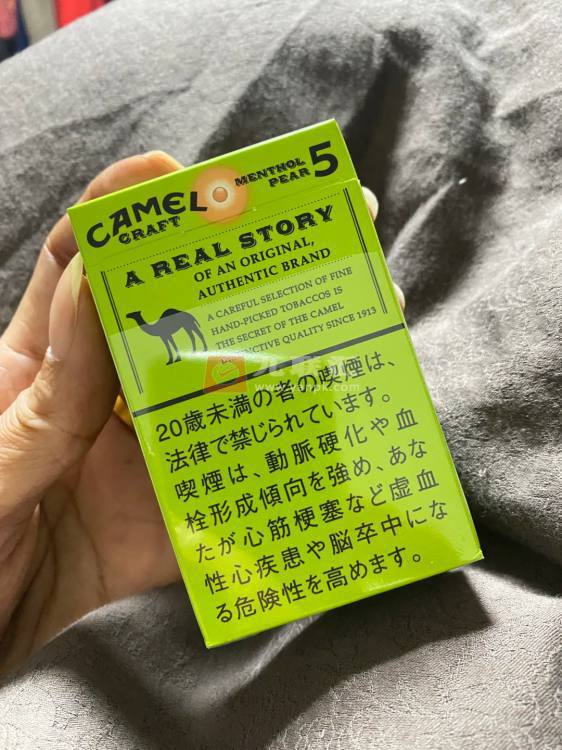 CAMEL
CRAFT
MENTHOL
PEAR
5
A REAL STORY
OF AN ORIGINAL,
AUTHENTIC BRAND
A CAREFUL SELECTION OF FINE
HAND-PICKED TOBACCOS IS
THE SECRET OF THE CAMEL
QUALITY SINCE 1913
20歳未満の者の喫煙は、
法律で禁じられています。
喫煙は、動脈硬化や血
栓形成傾向を強め、あな
たが心筋梗塞など虚血
性心疾患や脳卒中にな
る危険性を高めます。